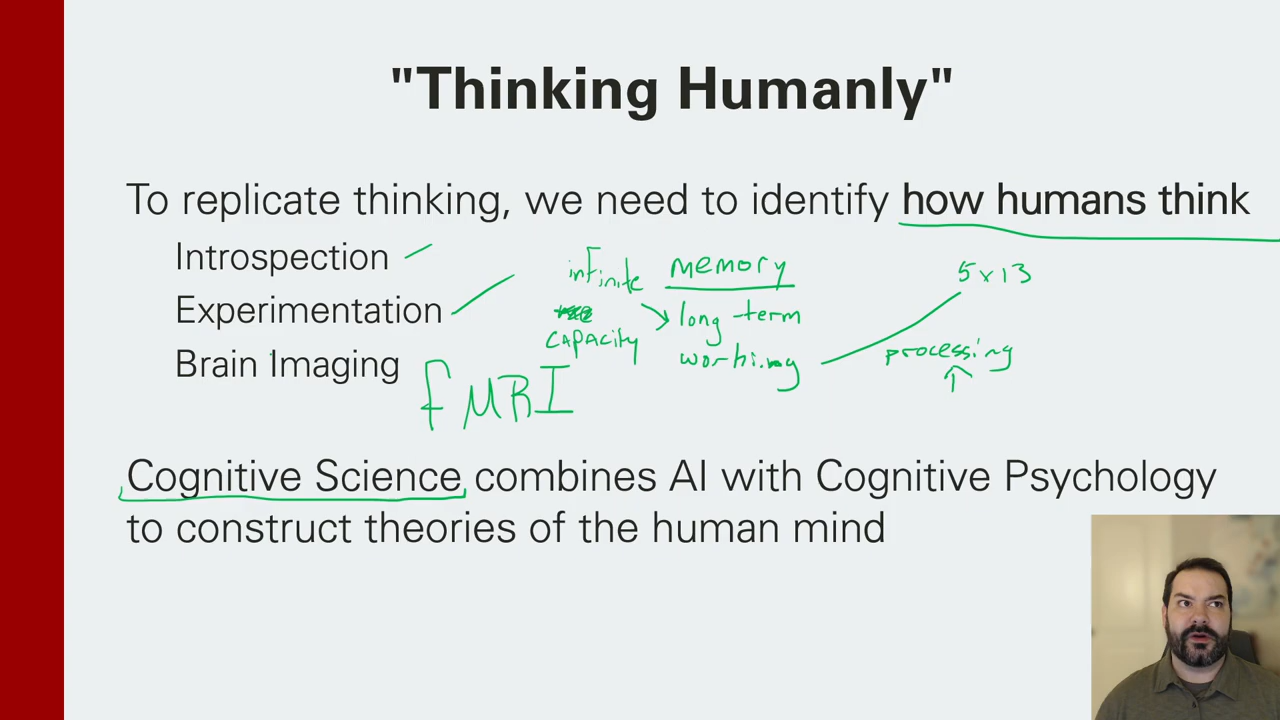 "Thinking Humanly"
To replicate thinking, we need to identify how humans think
Introspection
Experimentation
Brain Imaging
infinite
CAPACITY
memory
long-term
working
5 x 13
processing
fMRI
Cognitive Science combines AI with Cognitive Psychology
to construct theories of the human mind